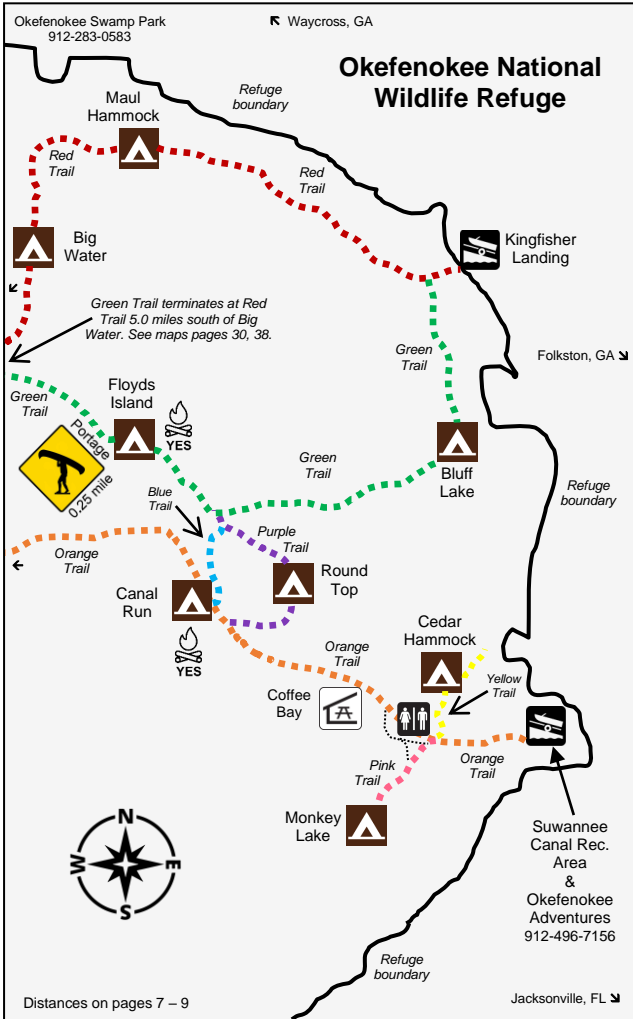 Okefenokee Swamp Park
912-283-0583
Waycross, GA
Okefenokee National
Wildlife Refuge
Refuge
boundary
Maul
Hammock
Red
Trail
Red
Trail
Big
Water
Kingfisher
Landing
Green Trail terminates at Red
Trail 5.0 miles south of Big
Water. See maps pages 30, 38.
Green
Trail
Folkston, GA
Green
Trail
Floyds
Island
YES
Portage
0.25 mile
Green
Trail
Bluff
Lake
Refuge
boundary
Blue
Trail
Purple
Trail
Orange
Trail
Canal
Run
YES
Round
Top
Cedar
Hammock
Orange
Trail
Yellow
Trail
Coffee
Bay
Orange
Trail
Pink
Trail
Monkey
Lake
N
W
E
S
Suwannee
Canal Rec.
Area
&
Okefenokee
Adventures
912-496-7156
Refuge
boundary
Distances on pages 7 – 9
Jacksonville, FL